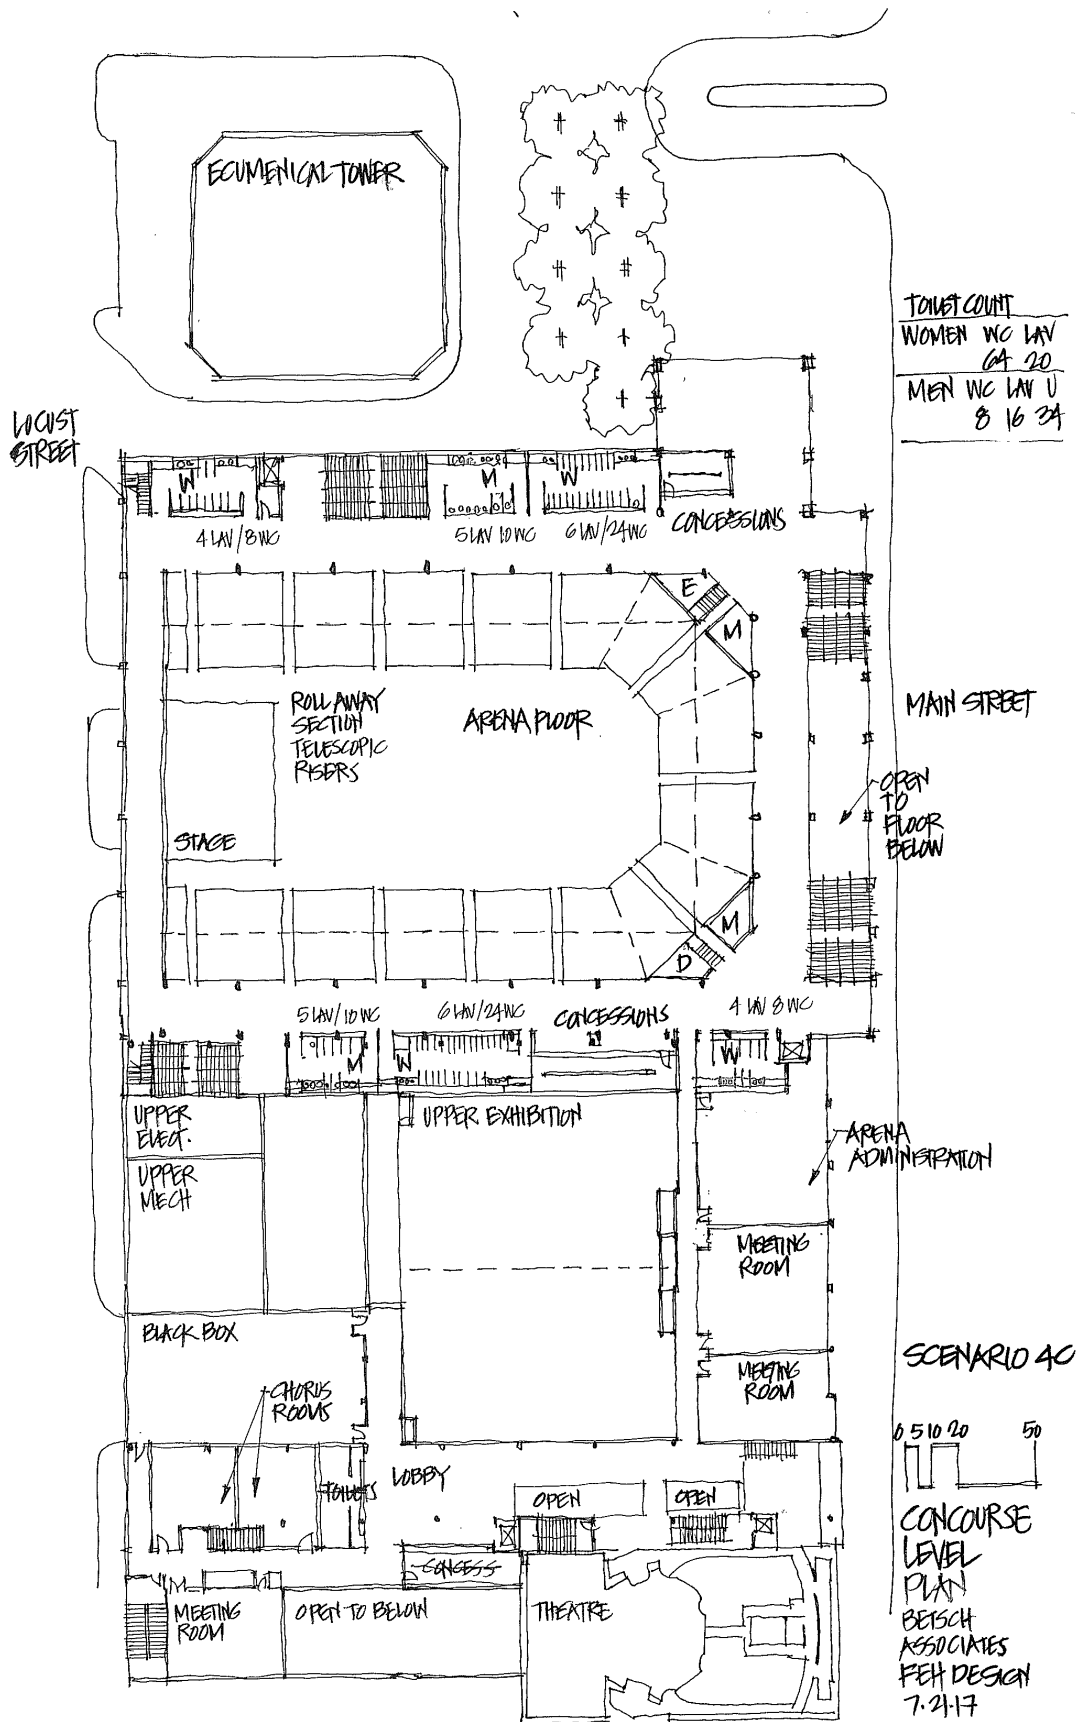 ECUMENICAL TOWER
TOILET COUNT
WOMEN WC LAV
64 20
MEN WC LAV U
8 16 34
LOCUST
STREET
W
M
W
CONCESSIONS
4 LAV/8 WC
5 LAV 10 WC
6 LAV/24 WC
E
M
ROLL AWAY
SECTION
TELESCOPIC
RISERS
ARENA FLOOR
MAIN STREET
OPEN
TO
FLOOR
BELOW
STAGE
M
D
5 LAV/10 WC
6 LAV/24 WC
CONCESSIONS
4 LAV 8 WC
M
W
W
UPPER
ELECT.
UPPER EXHIBITION
ARENA
ADMINISTRATION
UPPER
MECH
MEETING
ROOM
BLACK BOX
MEETING
ROOM
SCENARIO 4C
CHORUS
ROOMS
0 5 10 20 50
LOBBY
TOILETS
OPEN
OPEN
CONCESS
MEETING
ROOM
OPEN TO BELOW
THEATRE
CONCOURSE
LEVEL
PLAN
BETSCH
ASSOCIATES
FEH DESIGN
7.21.17